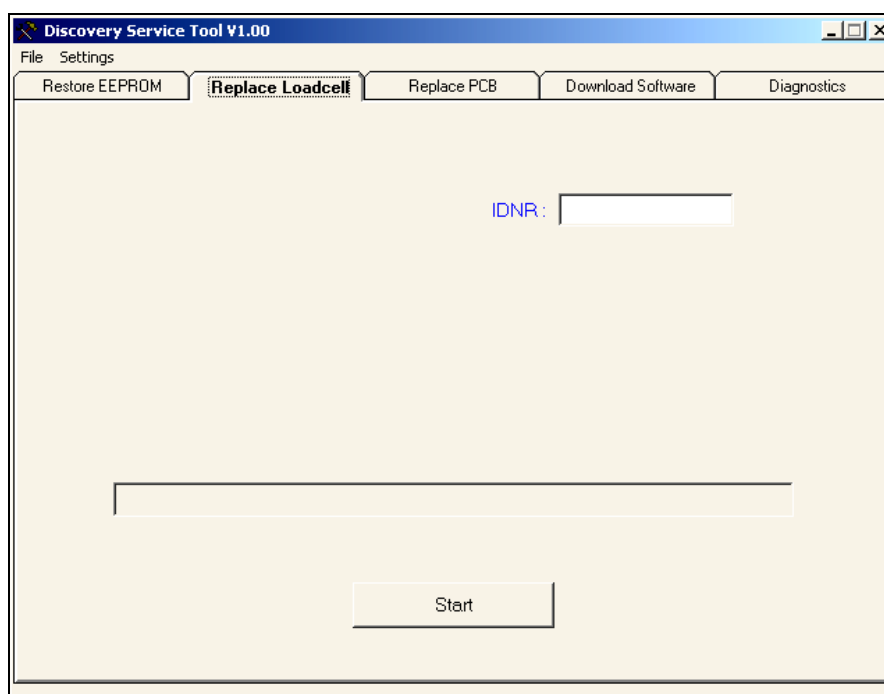 Discovery Service Tool V1.00
File Settings
Restore EEPROM Replace Loadcell Replace PCB Download Software Diagnostics
IDNR :
Start